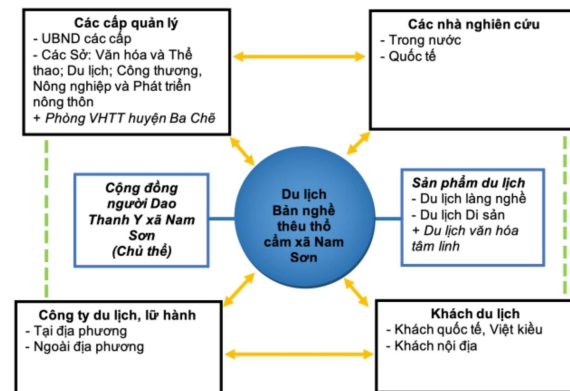 Các cấp quản lý
- UBND các cấp
- Các Sở: Văn hóa và Thể
thao; Du lịch; Công thương,
Nông nghiệp và Phát triển
nông thôn
+ Phòng VHTT huyện Ba Chẽ
Các nhà nghiên cứu
- Trong nước
- Quốc tế
Cộng đồng
người Dao
Thanh Y xã Nam
Sơn
(Chủ thể)
Du lịch
Bản nghề
thêu thổ
cẩm xã Nam
Sơn
Sản phẩm du lịch
- Du lịch làng nghề
- Du lịch Di sản
+ Du lịch văn hóa
tâm linh
Công ty du lịch, lữ hành
- Tại địa phương
- Ngoài địa phương
Khách du lịch
- Khách quốc tế, Việt kiều
- Khách nội địa